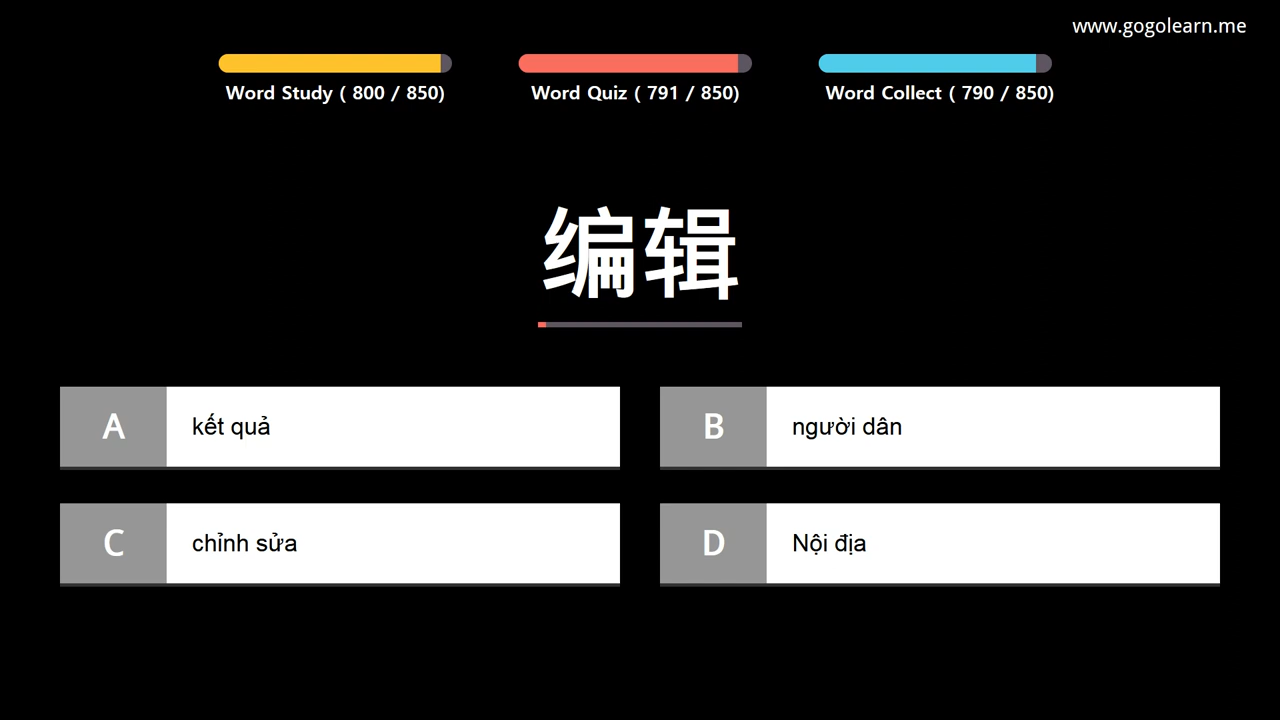 www.gogolearn.me
Word Study ( 800 / 850)
Word Quiz ( 791 / 850)
Word Collect ( 790 / 850)
编辑
A
kết quả
B
người dân
C
chỉnh sửa
D
Nội địa